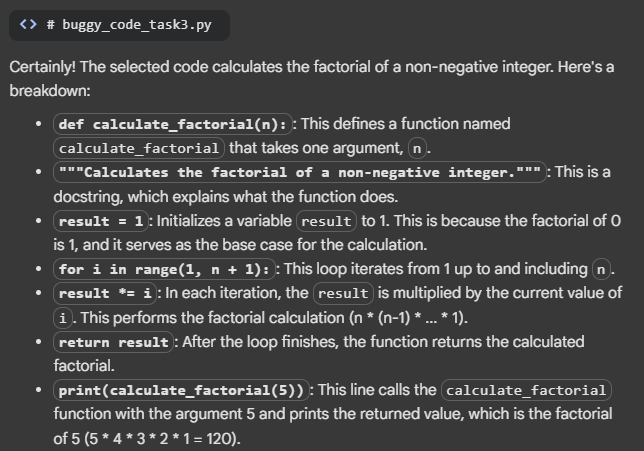 <> # buggy_code_task3.py
Certainly! The selected code calculates the factorial of a non-negative integer. Here's a
breakdown:
• def calculate_factorial(n): : This defines a function named
calculate_factorial that takes one argument, n .
• """Calculates the factorial of a non-negative integer.""" : This is a
docstring, which explains what the function does.
• result = 1 : Initializes a variable result to 1. This is because the factorial of 0
is 1, and it serves as the base case for the calculation.
• for i in range(1, n + 1): : This loop iterates from 1 up to and including n .
• result *= i : In each iteration, the result is multiplied by the current value of
i . This performs the factorial calculation (n * (n-1) * ... * 1).
• return result : After the loop finishes, the function returns the calculated
factorial.
• print(calculate_factorial(5)) : This line calls the calculate_factorial
function with the argument 5 and prints the returned value, which is the factorial
of 5 (5 * 4 * 3 * 2 * 1 = 120).